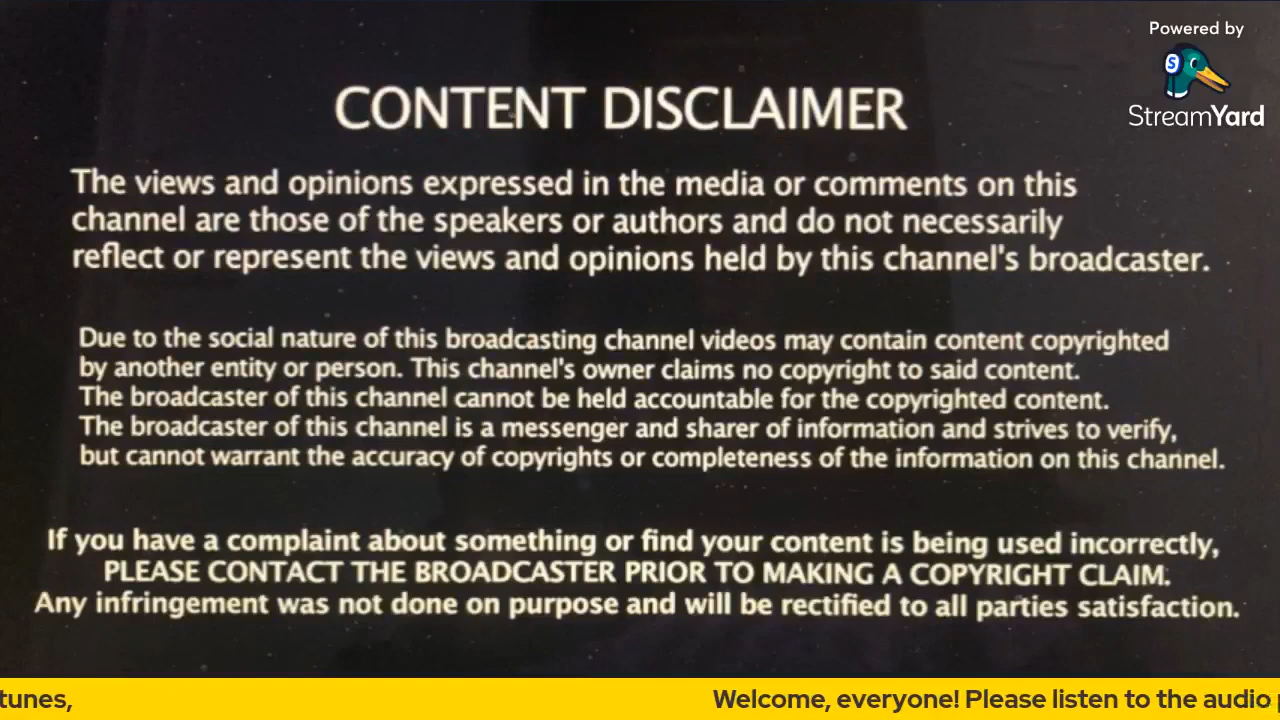 Powered by
StreamYard
CONTENT DISCLAIMER
The views and opinions expressed in the media or comments on this
channel are those of the speakers or authors and do not necessarily
reflect or represent the views and opinions held by this channel's broadcaster.
Due to the social nature of this broadcasting channel videos may contain content copyrighted
by another entity or person. This channel's owner claims no copyright to said content.
The broadcaster of this channel cannot be held accountable for the copyrighted content.
The broadcaster of this channel is a messenger and sharer of information and strives to verify,
but cannot warrant the accuracy of copyrights or completeness of the information on this channel.
If you have a complaint about something or find your content is being used incorrectly,
PLEASE CONTACT THE BROADCASTER PRIOR TO MAKING A COPYRIGHT CLAIM.
Any infringement was not done on purpose and will be rectified to all parties satisfaction.
tunes, Welcome, everyone! Please listen to the audio